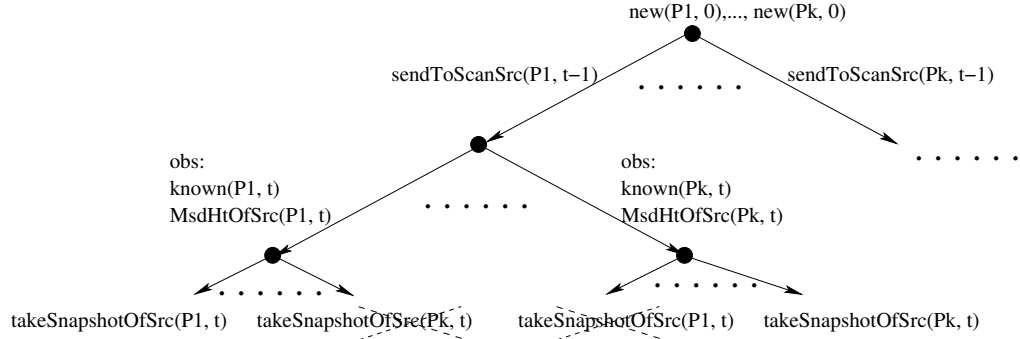 new(P1, 0),..., new(Pk, 0)
sendToScanSrc(P1, t−1)
sendToScanSrc(Pk, t−1)
obs:
known(P1, t)
MsdHtOfSrc(P1, t)
obs:
known(Pk, t)
MsdHtOfSrc(Pk, t)
takeSnapshotOfSrc(P1, t)
takeSnapshotOfSrc(Pk, t)
takeSnapshotOfSrc(P1, t)
takeSnapshotOfSrc(Pk, t)